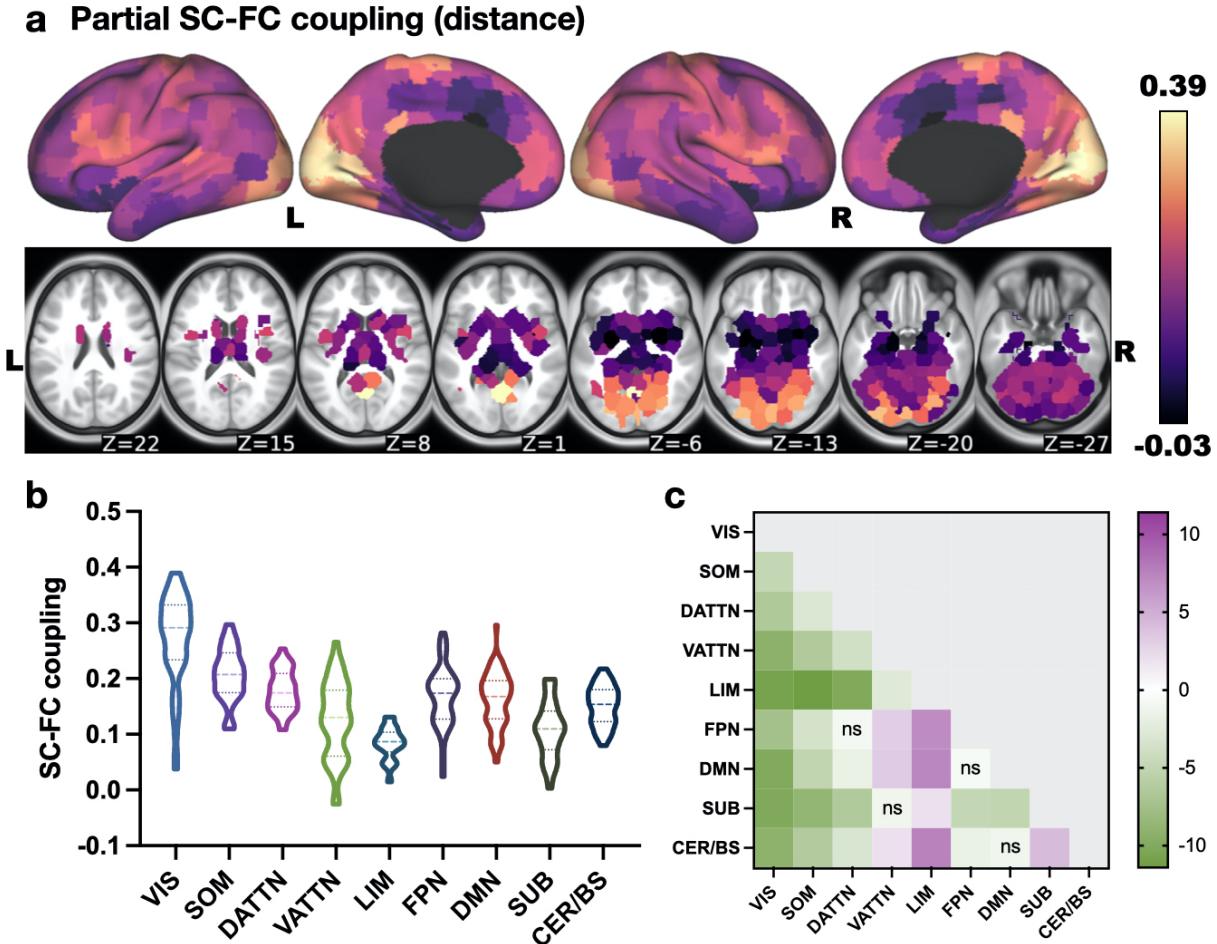 a Partial SC-FC coupling (distance)
0.39
L R
L R
Z=22 Z=15 Z=8 Z=1 Z=-6 Z=-13 Z=-20 Z=-27
-0.03
b
0.5
0.4
0.3
0.2
0.1
0.0
-0.1
SC-FC coupling
VIS SOM DATTN VATTN LIM FPN DMN SUB CER/BS
c
VIS
SOM
DATTN
VATTN
LIM
FPN ns
DMN ns
SUB ns
CER/BS ns
VIS SOM DATTN VATTN LIM FPN DMN SUB CER/BS
10
5
0
-5
-10